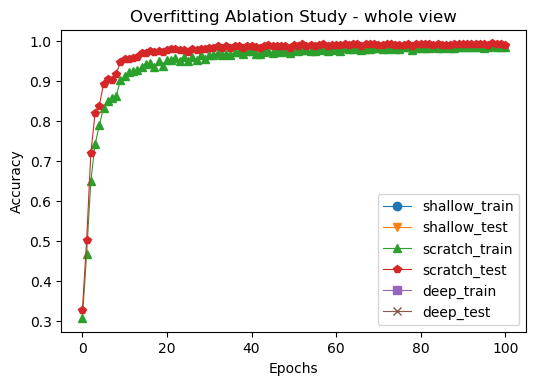 Overfitting Ablation Study - whole view
1.0
0.9
0.8
0.7
0.6
0.5
0.4
0.3
Accuracy
0
20
40
60
80
100
Epochs
shallow_train
shallow_test
scratch_train
scratch_test
deep_train
deep_test